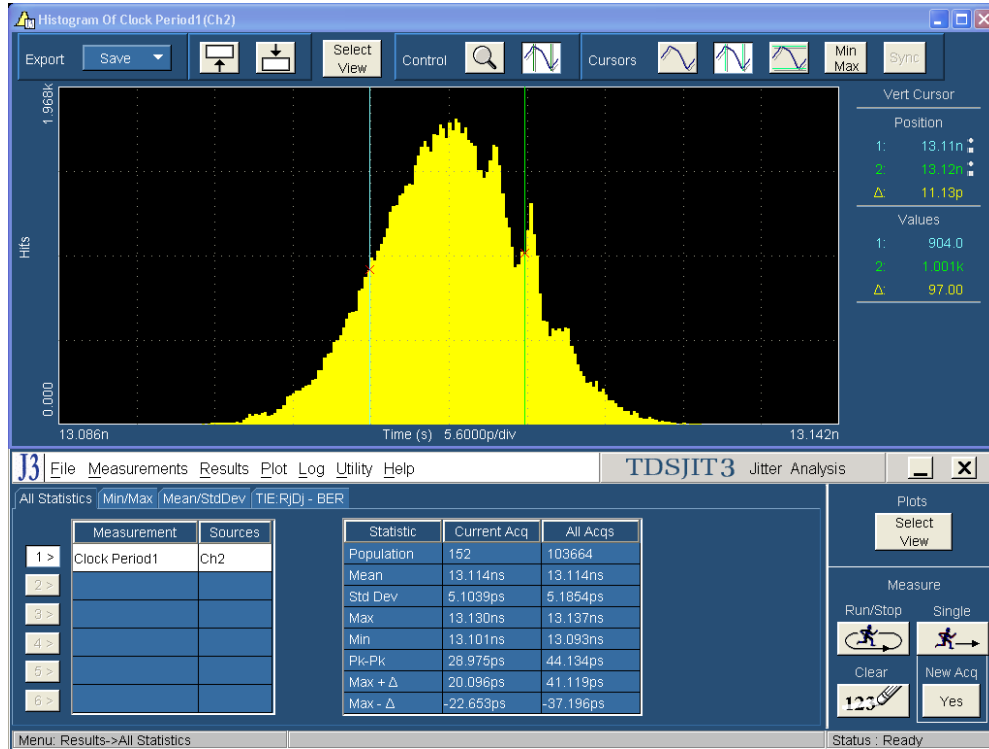 Histogram Of Clock Period1(Ch2)
Export Save Select View Control Cursors Min Max Sync
1.968k
Hits
0.000
13.086n Time (s) 5.6000p/div 13.142n
Vert Cursor
Position
1: 13.11n
2: 13.12n
Δ: 11.13p
Values
1: 904.0
2: 1.001k
Δ: 97.00
J3 File Measurements Results Plot Log Utility Help TDSJIT3 Jitter Analysis
All Statistics Min/Max Mean/StdDev TIE:RjDj - BER
Measurement Sources
1 > Clock Period1 Ch2
2 >
3 >
4 >
5 >
6 >
Statistic Current Acq All Acqs
Population 152 103664
Mean 13.114ns 13.114ns
Std Dev 5.1039ps 5.1854ps
Max 13.130ns 13.137ns
Min 13.101ns 13.093ns
Pk-Pk 28.975ps 44.134ps
Max + Δ 20.096ps 41.119ps
Max - Δ -22.653ps -37.196ps
Plots
Select View
Measure
Run/Stop Single
Clear New Acq
123 Yes
Menu: Results->All Statistics Status : Ready